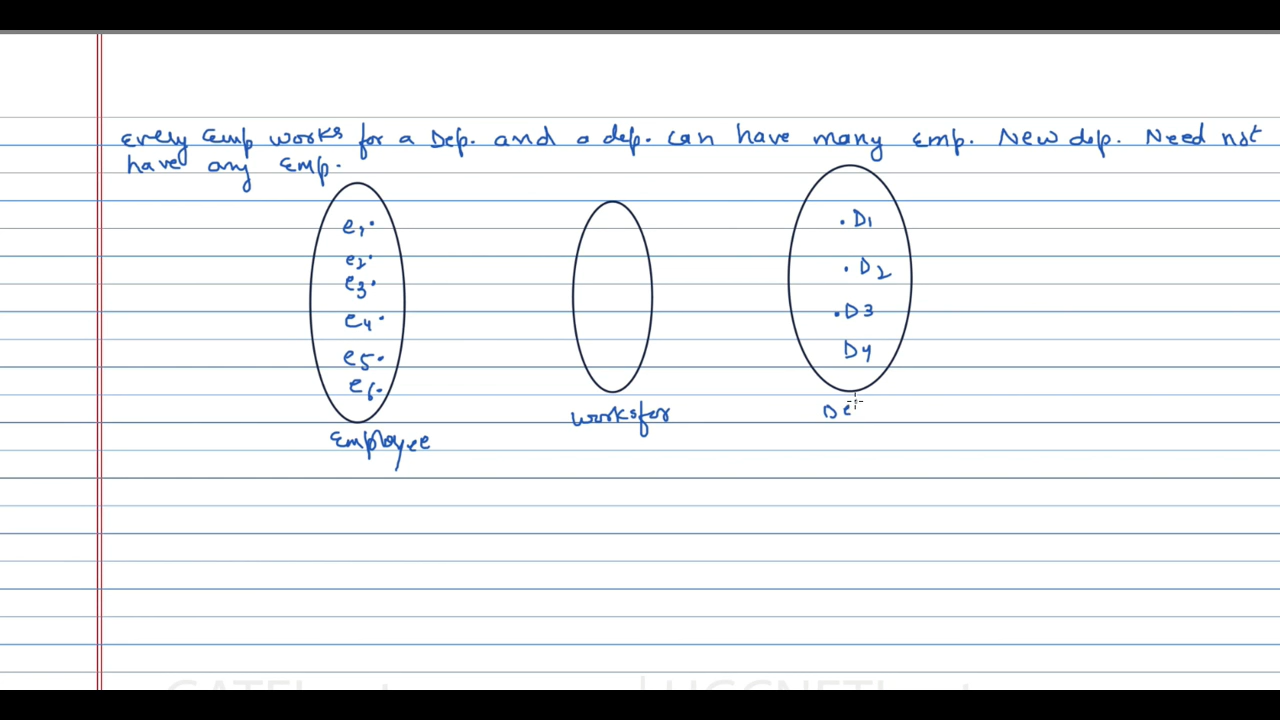 Every Emp works for a Dep. and a dep. can have many Emp. New dep. Need not
have any Emp.
e1.
e2.
e3.
e4.
e5.
e6.
.D1
.D2
.D3
D4
Employee
worksfor
De